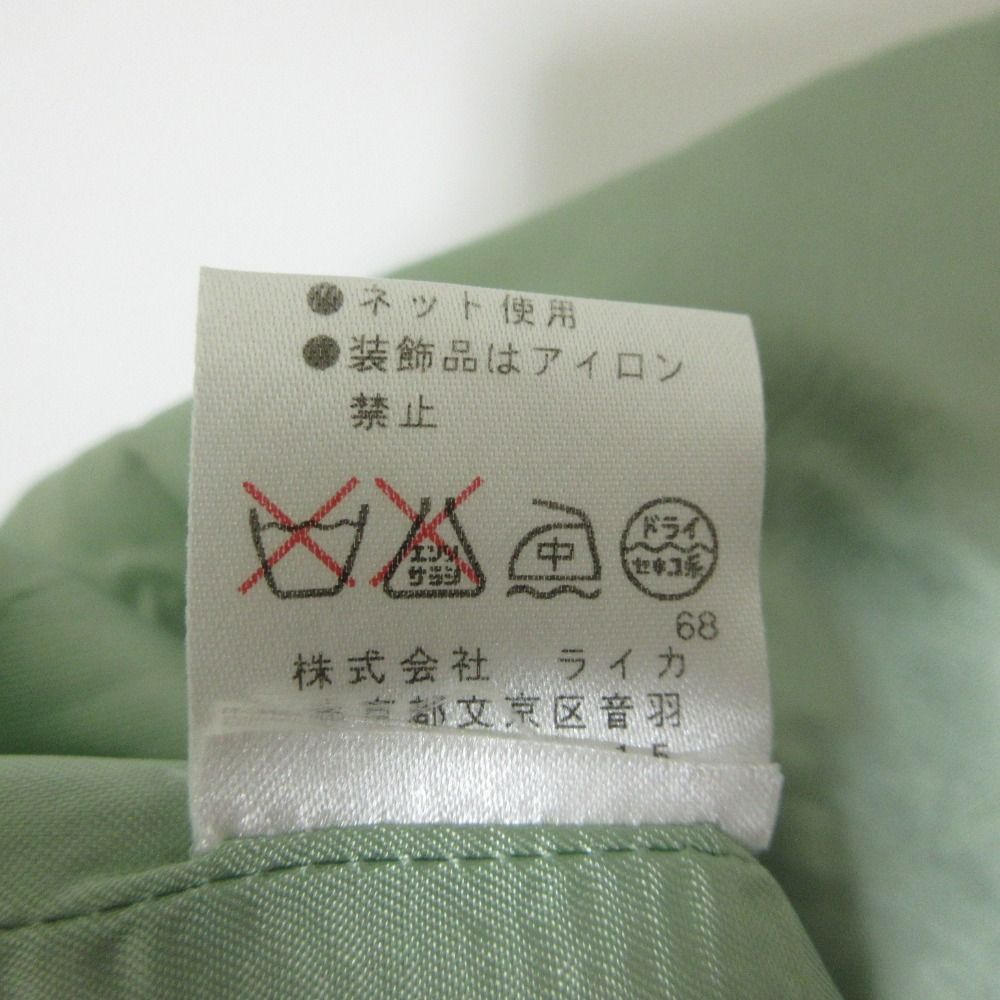 ●ネット使用
●装飾品はアイロン
禁止
エンソ
サラシ
中
ドライ
セキユ系
68
株式会社　ライカ
京都文京区音羽